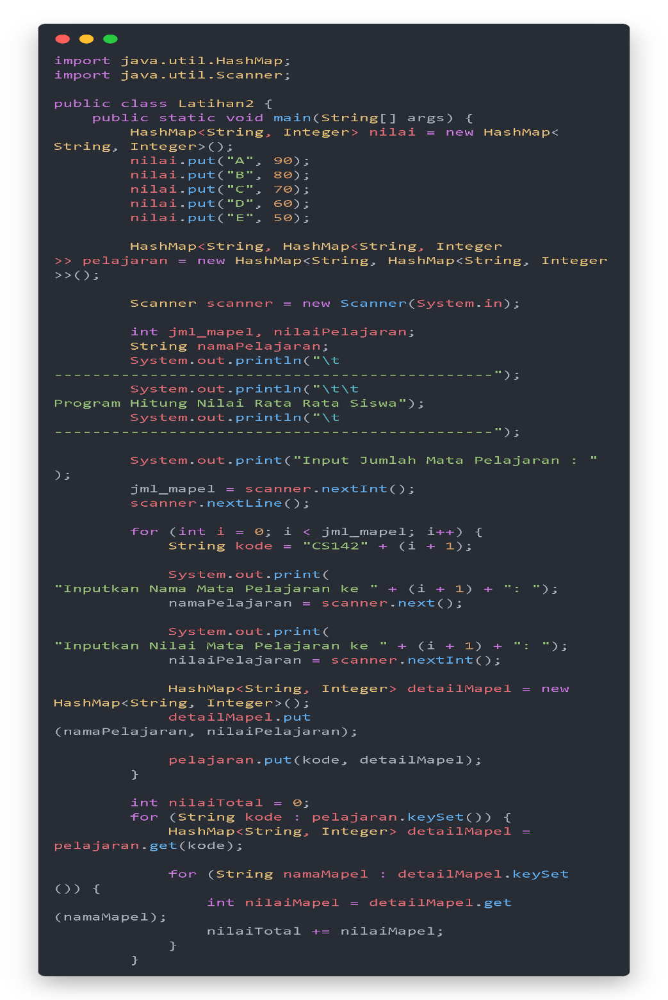 import java.util.HashMap;
import java.util.Scanner;

public class Latihan2 {
    public static void main(String[] args) {
        HashMap<String, Integer> nilai = new HashMap<
String, Integer>();
        nilai.put("A", 90);
        nilai.put("B", 80);
        nilai.put("C", 70);
        nilai.put("D", 60);
        nilai.put("E", 50);

        HashMap<String, HashMap<String, Integer
>> pelajaran = new HashMap<String, HashMap<String, Integer
>>();

        Scanner scanner = new Scanner(System.in);

        int jml_mapel, nilaiPelajaran;
        String namaPelajaran;
        System.out.println("\t
----------------------------------------------");
        System.out.println("\t\t
Program Hitung Nilai Rata Rata Siswa");
        System.out.println("\t
----------------------------------------------");

        System.out.print("Input Jumlah Mata Pelajaran : "
);
        jml_mapel = scanner.nextInt();
        scanner.nextLine();

        for (int i = 0; i < jml_mapel; i++) {
            String kode = "CS142" + (i + 1);

            System.out.print(
"Inputkan Nama Mata Pelajaran ke " + (i + 1) + ": ");
            namaPelajaran = scanner.next();

            System.out.print(
"Inputkan Nilai Mata Pelajaran ke " + (i + 1) + ": ");
            nilaiPelajaran = scanner.nextInt();

            HashMap<String, Integer> detailMapel = new
HashMap<String, Integer>();
            detailMapel.put
(namaPelajaran, nilaiPelajaran);

            pelajaran.put(kode, detailMapel);
        }

        int nilaiTotal = 0;
        for (String kode : pelajaran.keySet()) {
            HashMap<String, Integer> detailMapel =
pelajaran.get(kode);

            for (String namaMapel : detailMapel.keySet
()) {
                int nilaiMapel = detailMapel.get
(namaMapel);
                nilaiTotal += nilaiMapel;
            }
        }